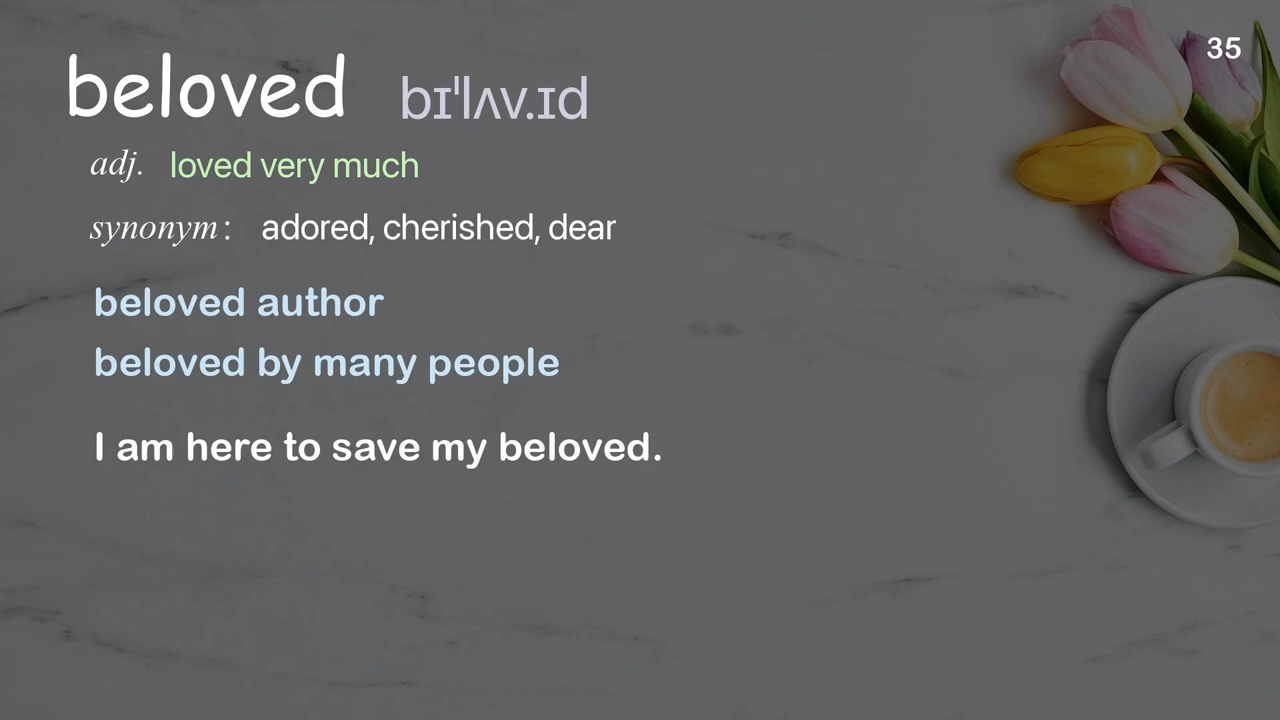 35
beloved bɪˈlʌv.ɪd
adj. loved very much
synonym: adored, cherished, dear
beloved author
beloved by many people
I am here to save my beloved.